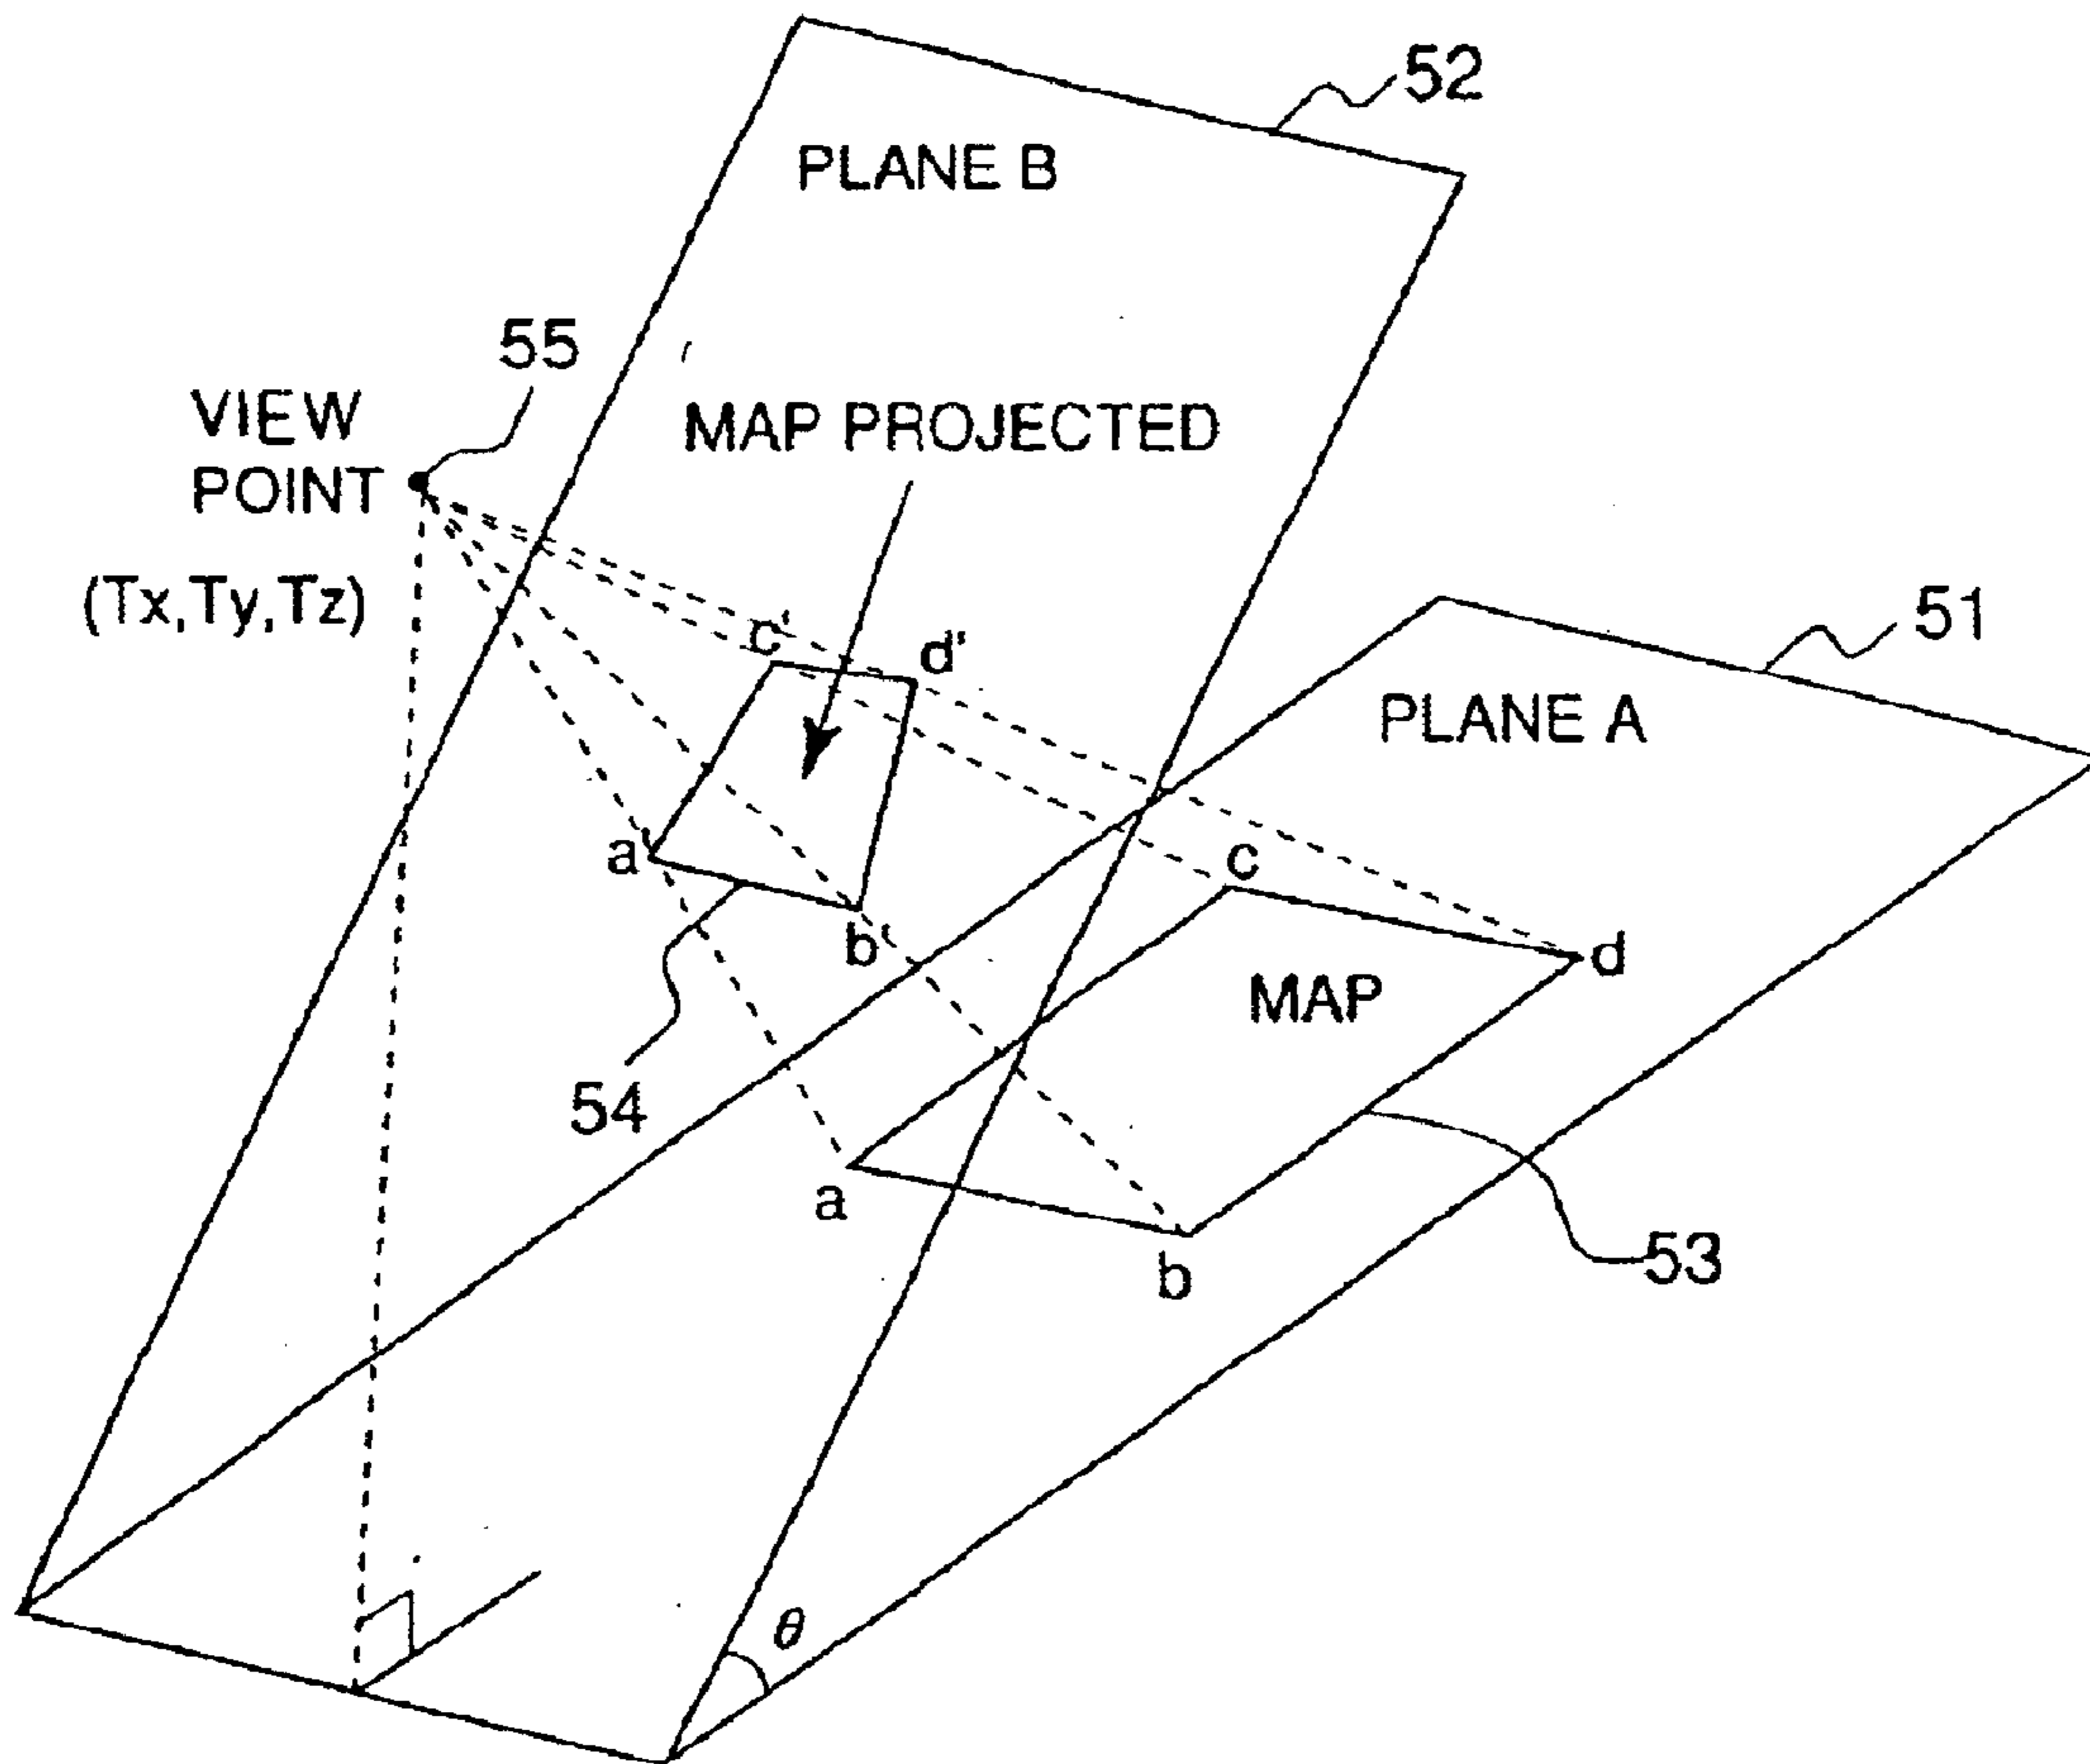 52
PLANE B
55
VIEW
POINT
(Tx,Ty,Tz)
MAP PROJECTED
51
PLANE A
c'
d'
a'
b'
c
d
MAP
54
a
b
53
θ